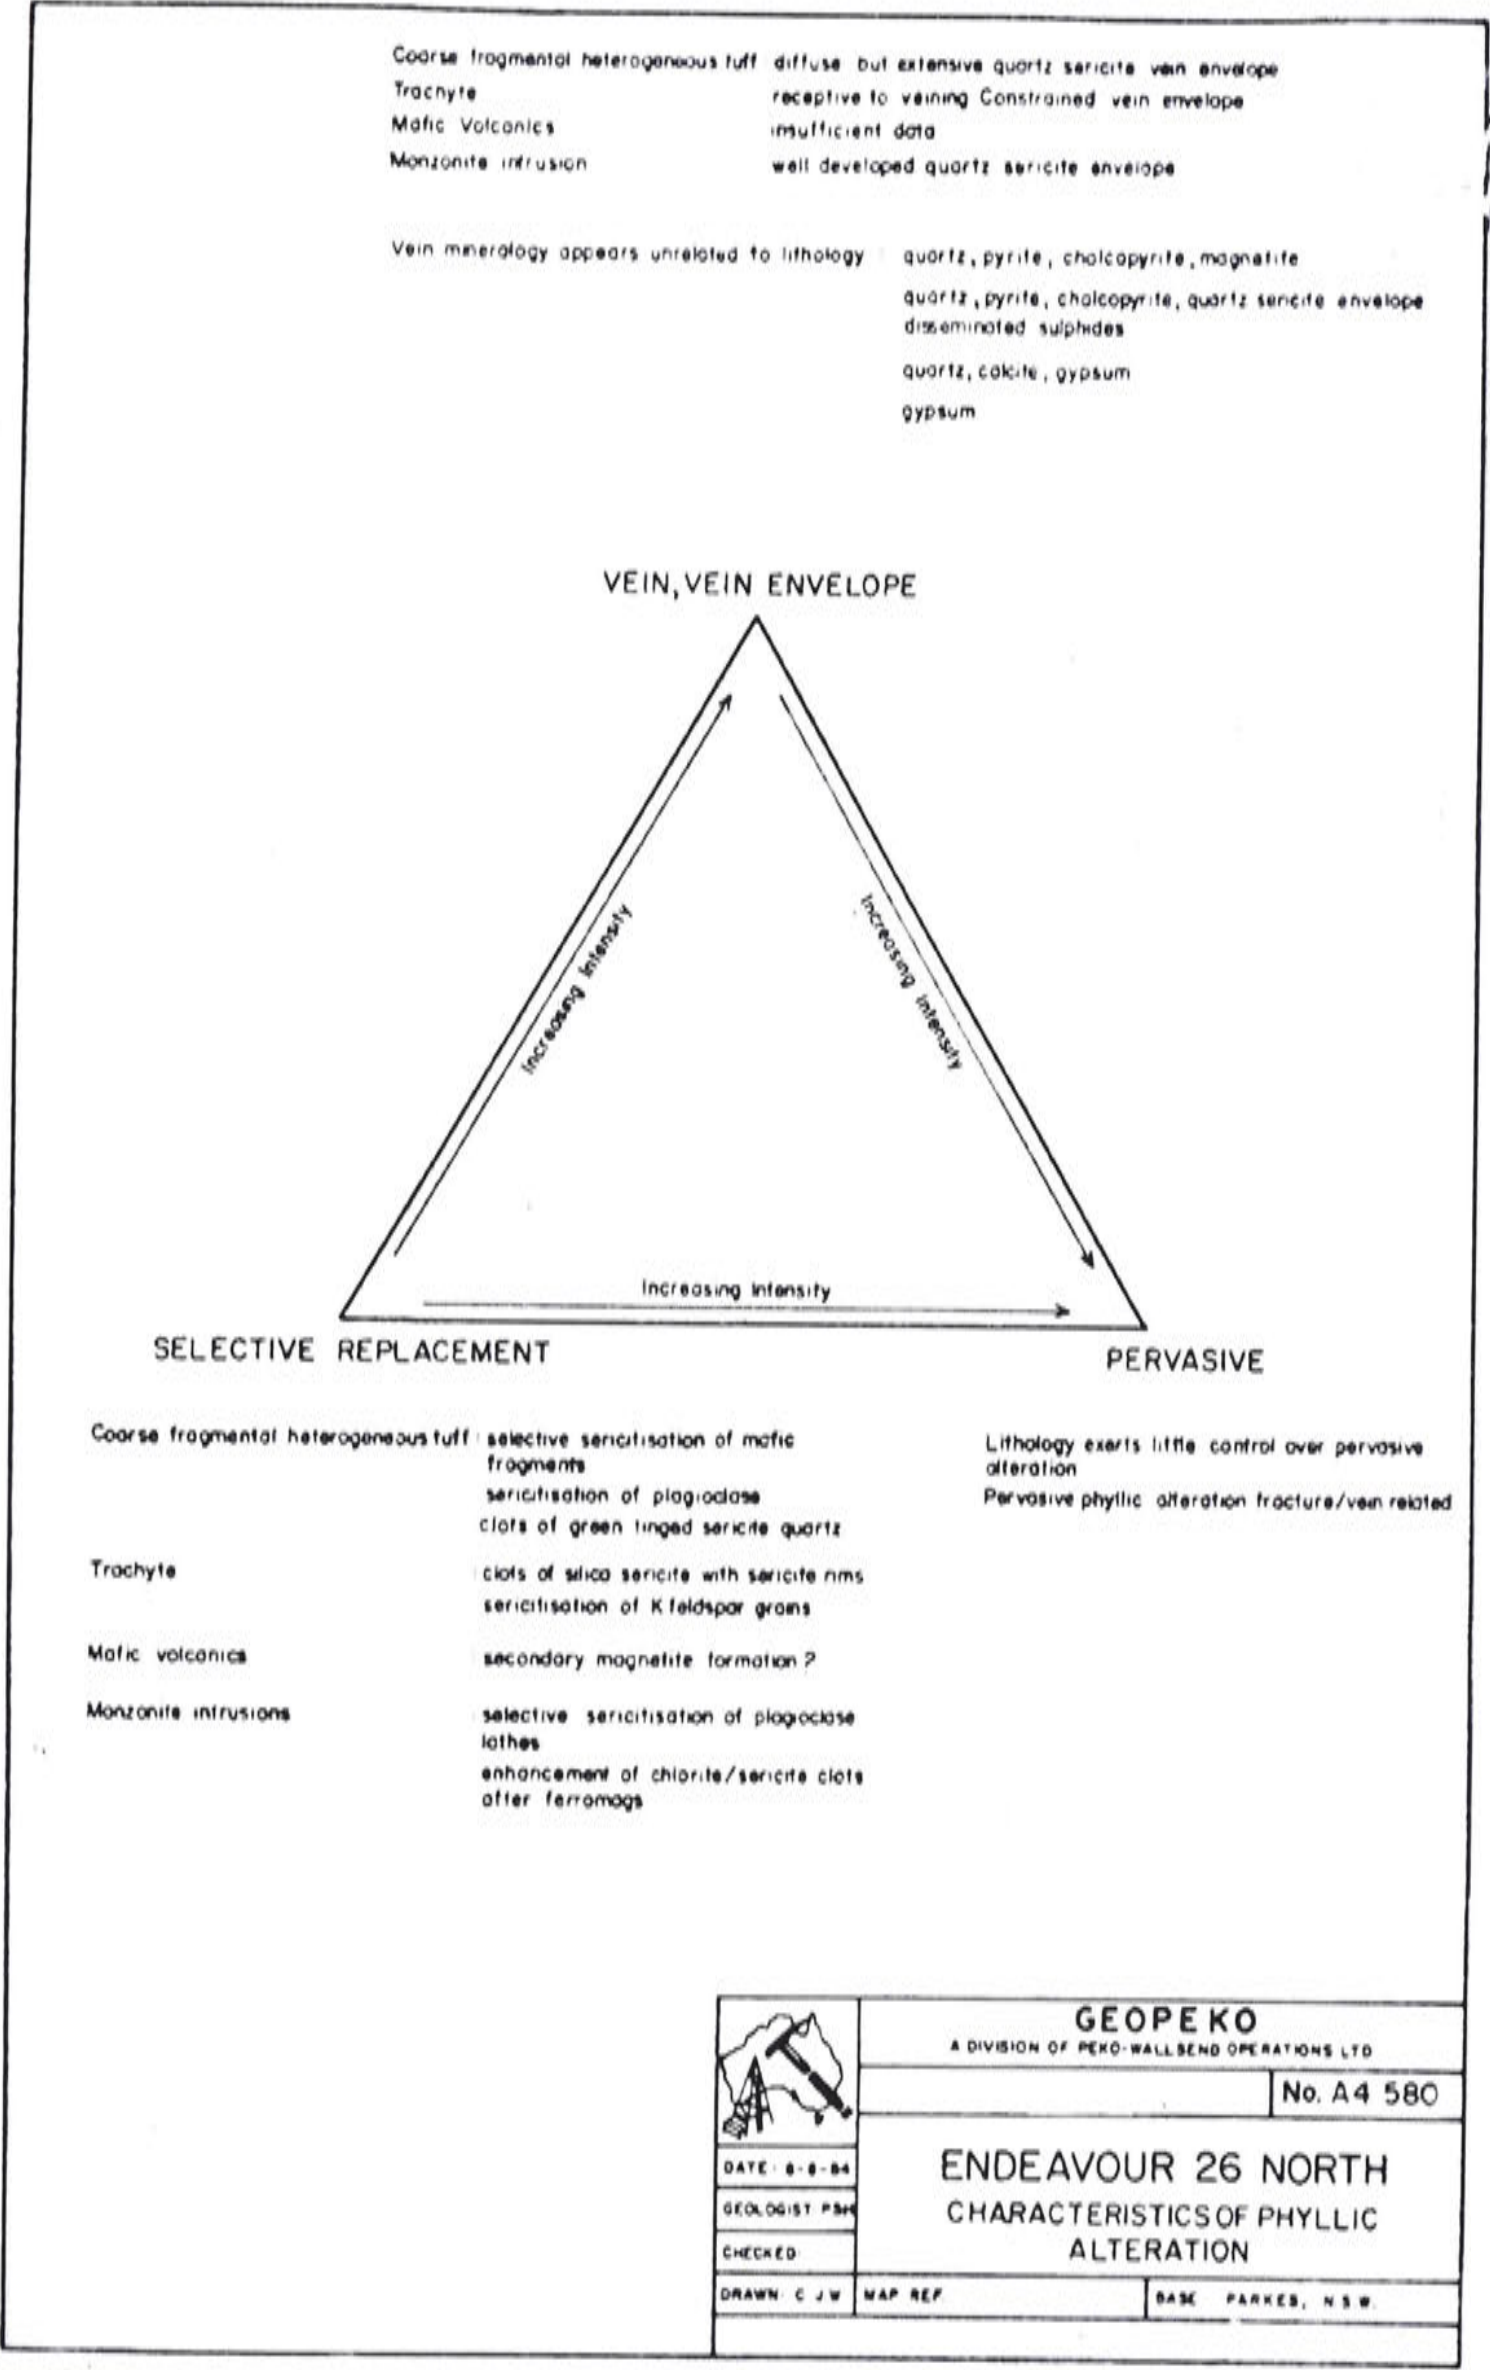 Coarse fragmental heterogeneous tuff diffuse but extensive quartz sericite vein envelope
Trachyte receptive to veining Constrained vein envelope
Mafic Volcanics insufficient data
Monzonite intrusion well developed quartz sericite envelope
Vein minerology appears unrelated to lithology quartz, pyrite, chalcopyrite, magnetite
quartz, pyrite, chalcopyrite, quartz sericite envelope
disseminated sulphides
quartz, calcite, gypsum
gypsum
VEIN, VEIN ENVELOPE
Increasing Intensity
Increasing Intensity
Increasing Intensity
SELECTIVE REPLACEMENT
PERVASIVE
Coarse fragmental heterogeneous tuff : selective sericitisation of mafic
fragments
sericitisation of plagioclase
clots of green tinged sericite quartz
Trachyte clots of silica sericite with sericite rims
sericitisation of K feldspar grains
Mafic volcanics secondary magnetite formation ?
Monzonite intrusions selective sericitisation of plagioclase
lathes
enhancement of chlorite/sericite clots
after ferromags
Lithology exerts little control over pervasive
alteration
Pervasive phyllic alteration fracture/vein related
GEOPEKO
A DIVISION OF PEKO-WALLSEND OPERATIONS LTD
No. A4 580
ENDEAVOUR 26 NORTH
CHARACTERISTICS OF PHYLLIC
ALTERATION
DATE:
GEOLOGIST
CHECKED
DRAWN: C J W
MAP REF.
BASE PARKES, N S W.